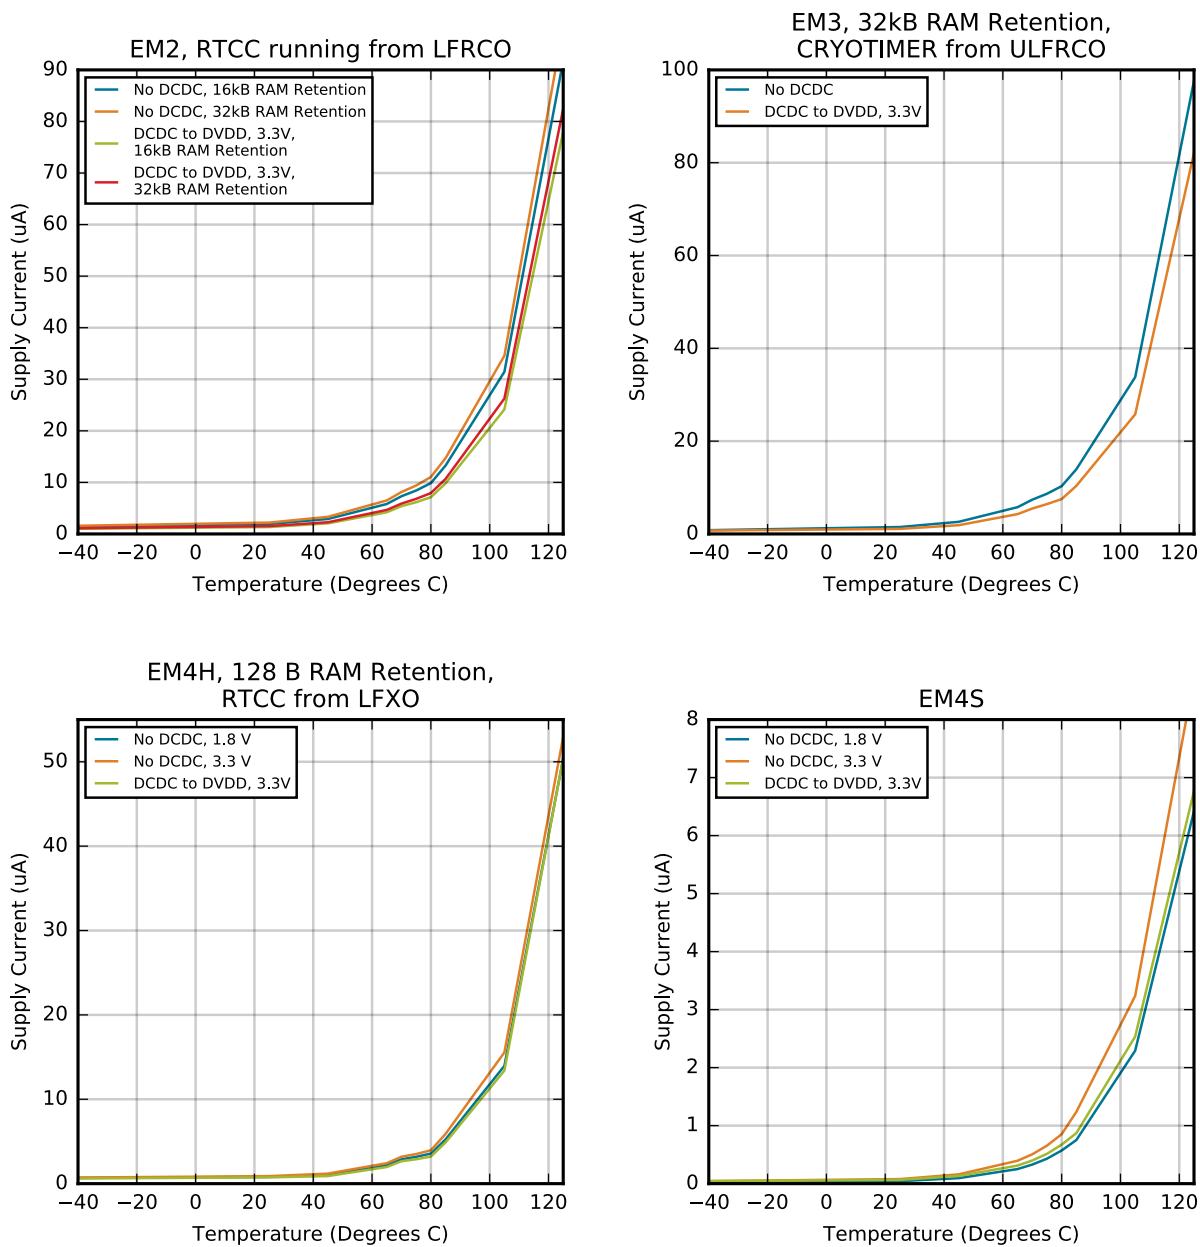 EM2, RTCC running from LFRCO
90
80
70
60
50
40
30
20
10
0
Supply Current (uA)
No DCDC, 16kB RAM Retention
No DCDC, 32kB RAM Retention
DCDC to DVDD, 3.3V,
16kB RAM Retention
DCDC to DVDD, 3.3V,
32kB RAM Retention
−40 −20 0 20 40 60 80 100 120
Temperature (Degrees C)
EM3, 32kB RAM Retention,
CRYOTIMER from ULFRCO
100
80
60
40
20
0
Supply Current (uA)
No DCDC
DCDC to DVDD, 3.3V
−40 −20 0 20 40 60 80 100 120
Temperature (Degrees C)
EM4H, 128 B RAM Retention,
RTCC from LFXO
50
40
30
20
10
0
Supply Current (uA)
No DCDC, 1.8 V
No DCDC, 3.3 V
DCDC to DVDD, 3.3V
−40 −20 0 20 40 60 80 100 120
Temperature (Degrees C)
EM4S
8
7
6
5
4
3
2
1
0
Supply Current (uA)
No DCDC, 1.8 V
No DCDC, 3.3 V
DCDC to DVDD, 3.3V
−40 −20 0 20 40 60 80 100 120
Temperature (Degrees C)